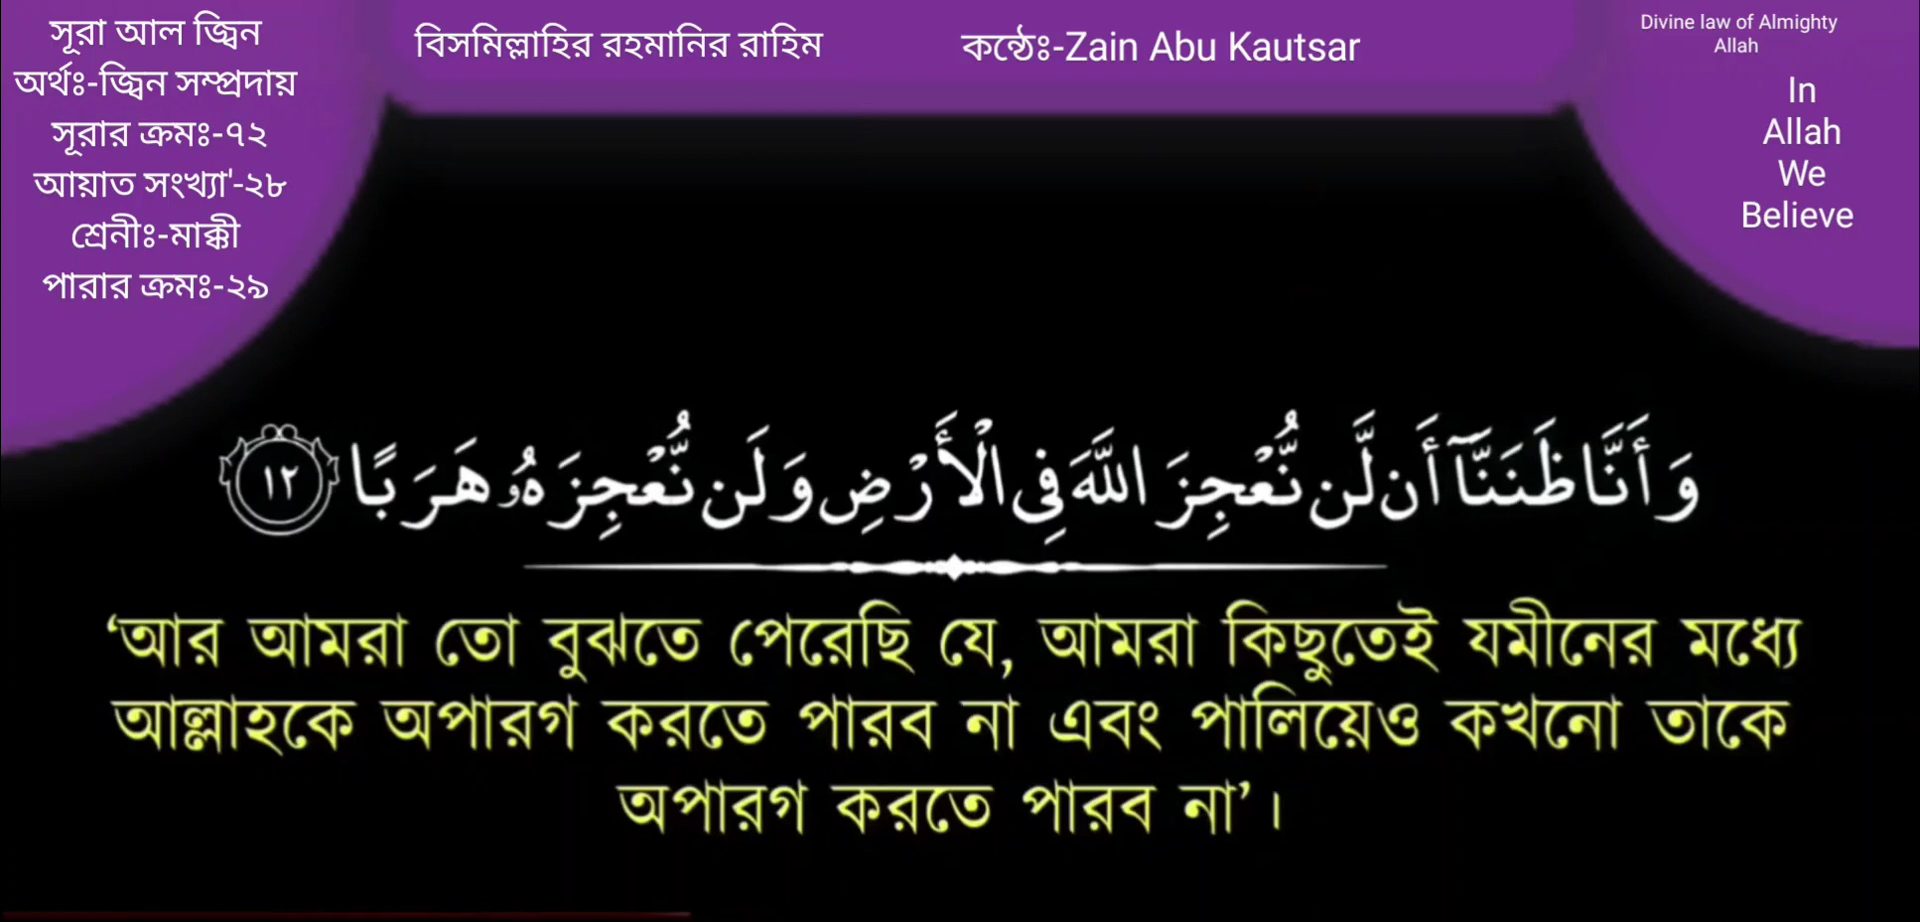 সূরা আল জ্বিন
অর্থঃ-জ্বিন সম্প্রদায়
সূরার ক্রমঃ-৭২
আয়াত সংখ্যা'-২৮
শ্রেনীঃ-মাক্কী
পারার ক্রমঃ-২৯
বিসমিল্লাহির রহমানির রাহিম
কন্ঠেঃ-Zain Abu Kautsar
Divine law of Almighty
Allah
In
Allah
We
Believe
وَأَنَّا ظَنَنَّآ أَن لَّن نُّعْجِزَ اللَّهَ فِى الْأَرْضِ وَلَن نُّعْجِزَهُۥ هَرَبًا ١٢
‘আর আমরা তো বুঝতে পেরেছি যে, আমরা কিছুতেই যমীনের মধ্যে
আল্লাহকে অপারগ করতে পারব না এবং পালিয়েও কখনো তাকে
অপারগ করতে পারব না’।